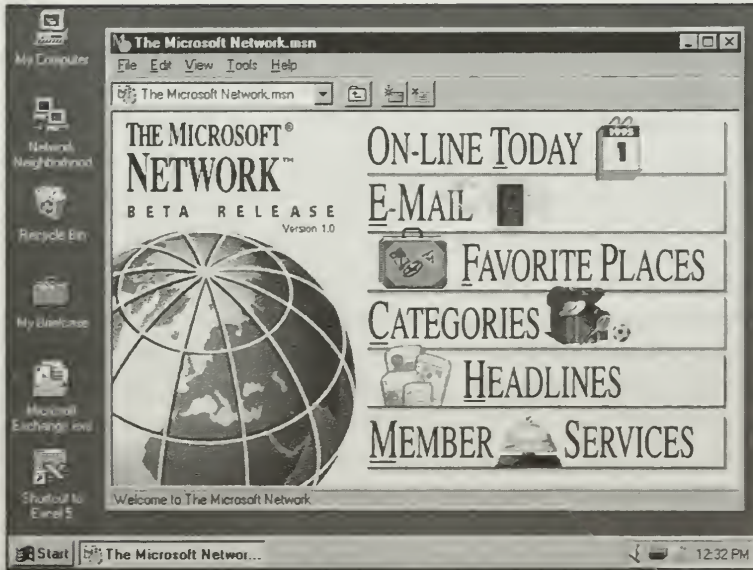 My Computer
Network
Neighborhood
Recycle Bin
My Briefcase
Microsoft
Exchange.exe
Shortcut to
Excel 5
The Microsoft Network.msn
File Edit View Tools Help
The Microsoft Network.msn
THE MICROSOFT®
NETWORK™
BETA RELEASE
Version 1.0
ON-LINE TODAY
1995
1
E-MAIL
FAVORITE PLACES
CATEGORIES
HEADLINES
MEMBER SERVICES
Welcome to The Microsoft Network
Start
The Microsoft Networ...
12:32 PM